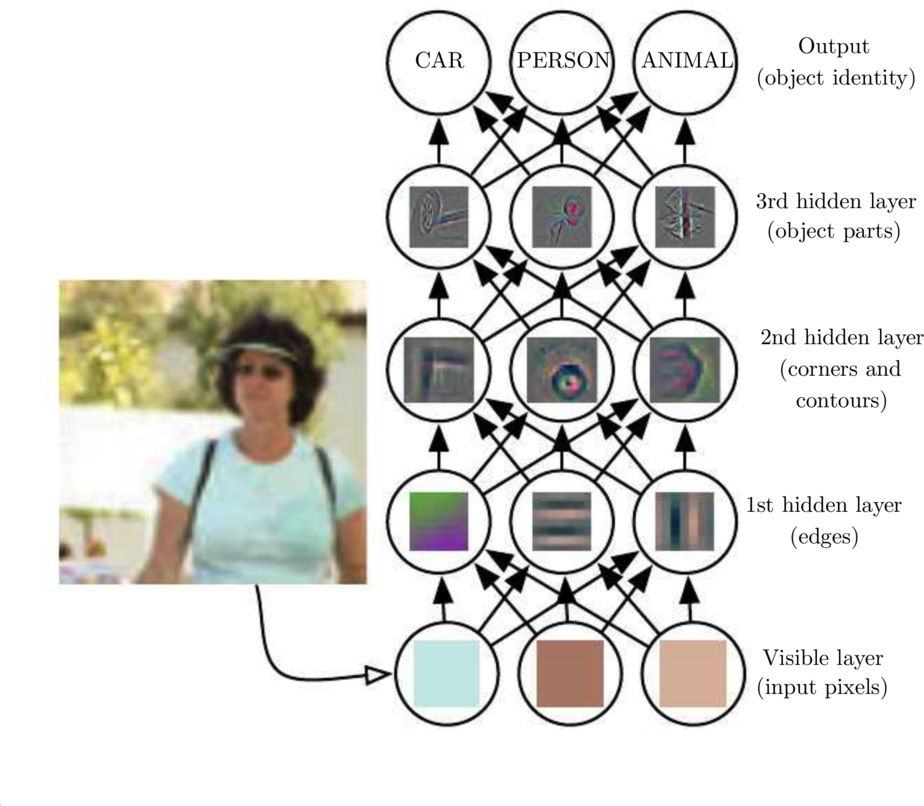 CAR
PERSON
ANIMAL
Output
(object identity)
3rd hidden layer
(object parts)
2nd hidden layer
(corners and
contours)
1st hidden layer
(edges)
Visible layer
(input pixels)